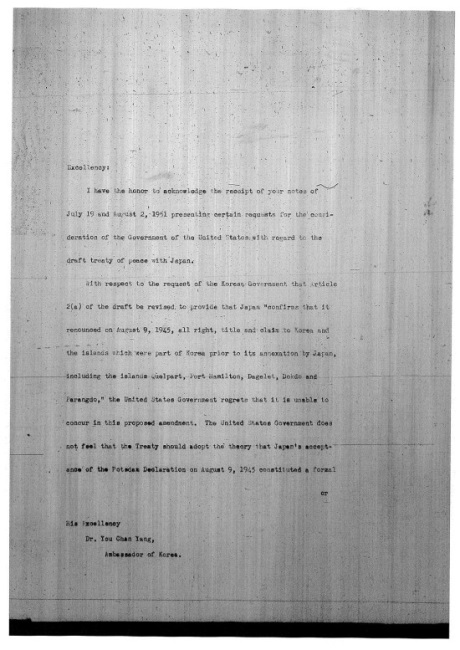 Excellency:
I have the honor to acknowledge the receipt of your notes of
July 19 and August 2, 1951 presenting certain requests for the consi-
deration of the Government of the United States with regard to the
draft treaty of peace with Japan.
With respect to the request of the Korean Government that Article
2(a) of the draft be revised to provide that Japan "confirms that it
renounced on August 9, 1945, all right, title and claim to Korea and
the islands which were part of Korea prior to its annexation by Japan,
including the islands Quelpart, Port Hamilton, Dagelet, Dokdo and
Parangdo," the United States Government regrets that it is unable to
concur in this proposed amendment. The United States Government does
not feel that the Treaty should adopt the theory that Japan's accept-
ance of the Potsdam Declaration on August 9, 1945 constituted a formal
or
His Excellency
Dr. You Chan Yang,
Ambassador of Korea.